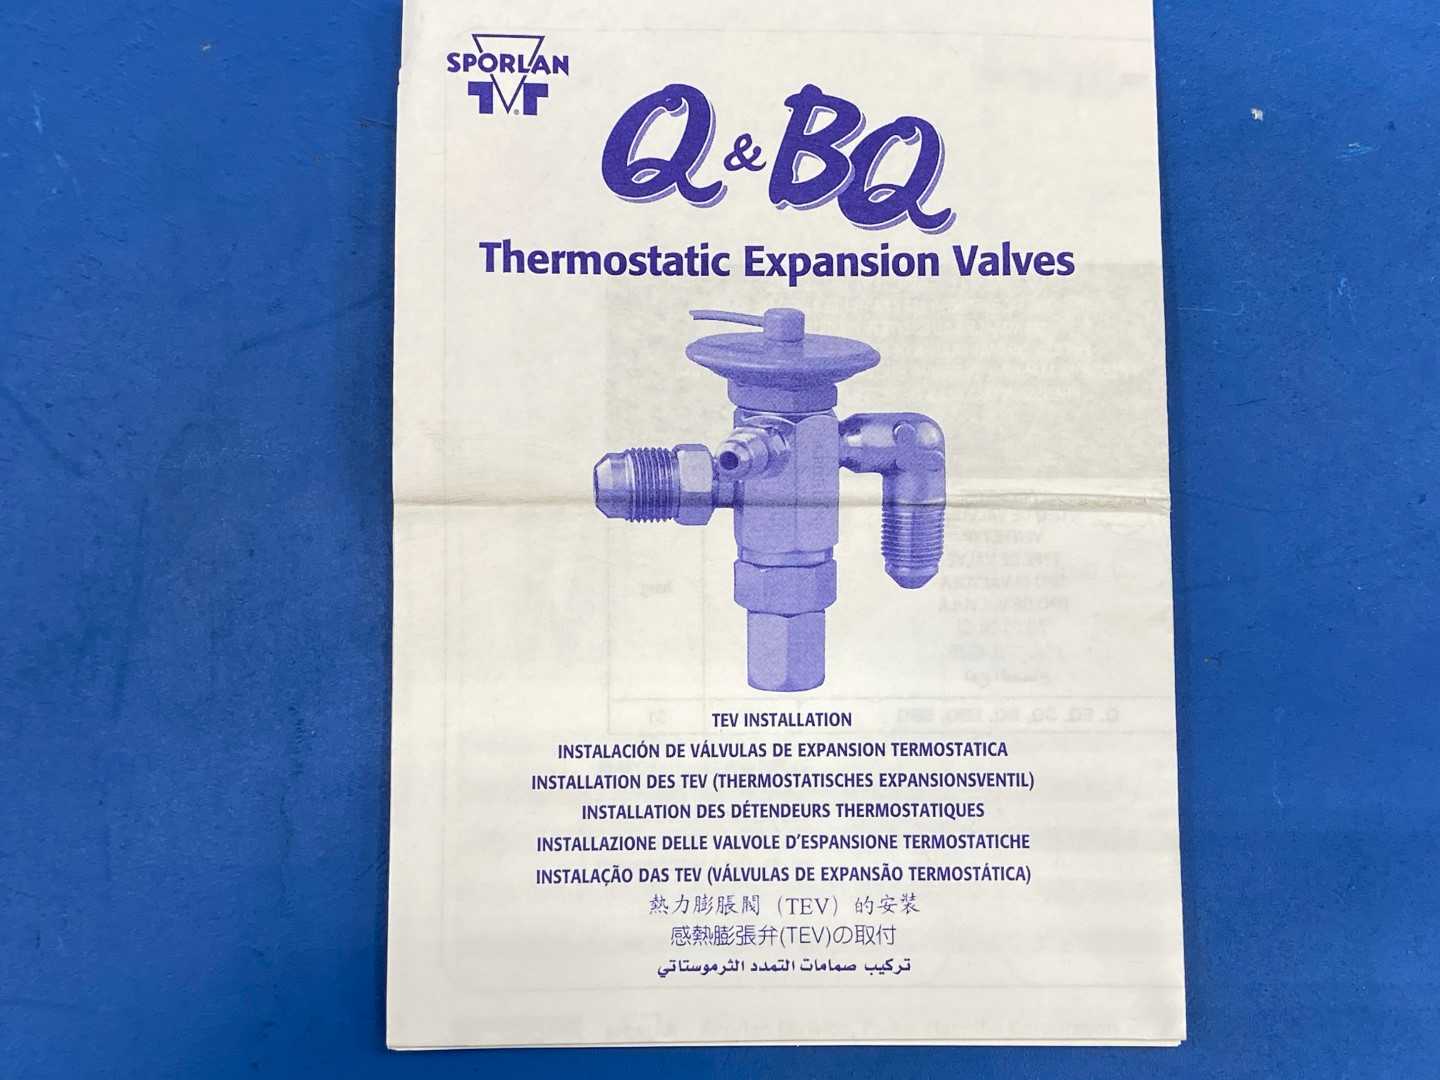 SPORLAN
Q & BQ
Thermostatic Expansion Valves
TEV INSTALLATION
INSTALACIÓN DE VÁLVULAS DE EXPANSION TERMOSTATICA
INSTALLATION DES TEV (THERMOSTATISCHES EXPANSIONSVENTIL)
INSTALLATION DES DÉTENDEURS THERMOSTATIQUES
INSTALLAZIONE DELLE VALVOLE D'ESPANSIONE TERMOSTATICHE
INSTALAÇÃO DAS TEV (VÁLVULAS DE EXPANSÃO TERMOSTÁTICA)
熱力膨脹閥 (TEV) 的安裝
感熱膨張弁(TEV)の取付
تركيب صمامات التمدد الثرموستاتي